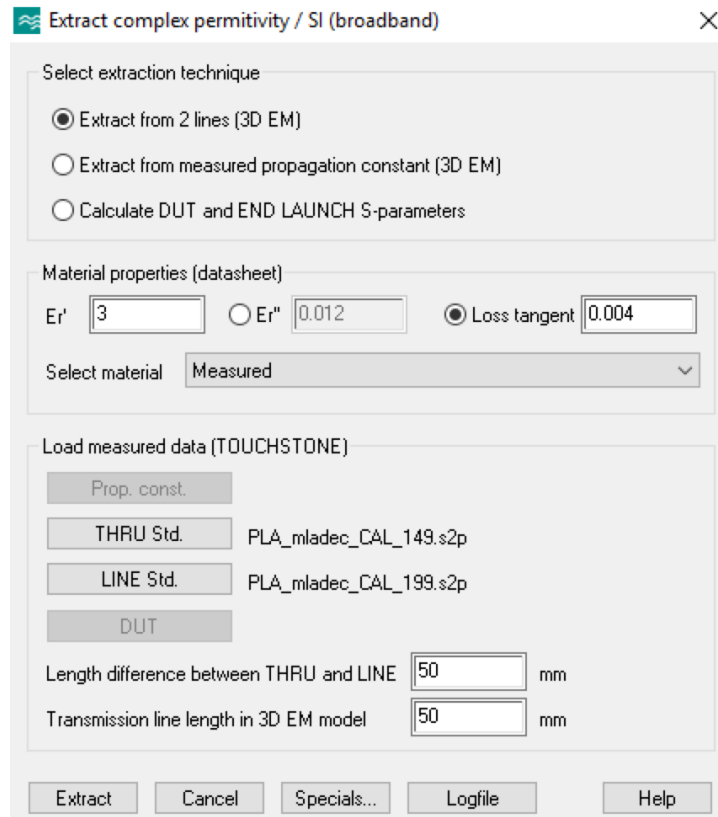 Extract complex permitivity / SI (broadband)
Select extraction technique
Extract from 2 lines (3D EM)
Extract from measured propagation constant (3D EM)
Calculate DUT and END LAUNCH S-parameters
Material properties (datasheet)
Er' 3 Er" 0.012 Loss tangent 0.004
Select material Measured
Load measured data (TOUCHSTONE)
Prop. const.
THRU Std. PLA_mladec_CAL_149.s2p
LINE Std. PLA_mladec_CAL_199.s2p
DUT
Length difference between THRU and LINE 50 mm
Transmission line length in 3D EM model 50 mm
Extract Cancel Specials... Logfile Help